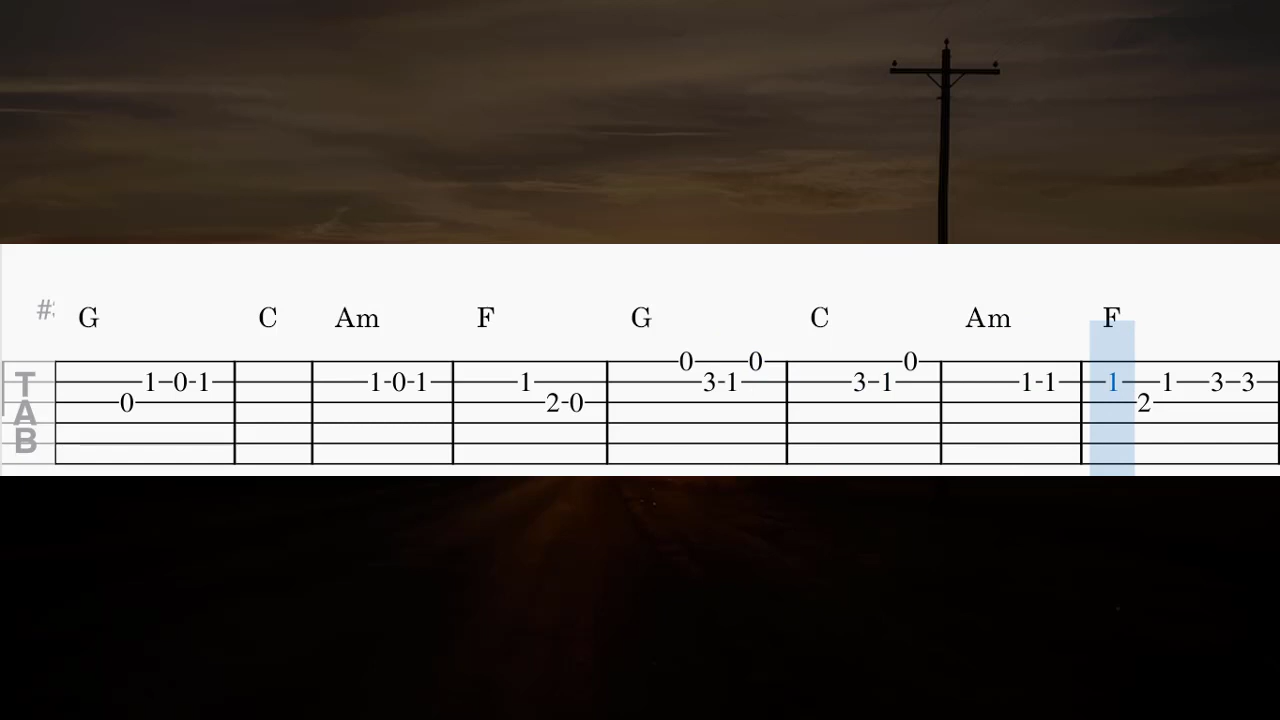 #
G C Am F G C Am F
0 0 0
1-0-1 1-0-1 1 3-1 3-1 1-1 1 1 3-3
0 2-0 2
T
A
B